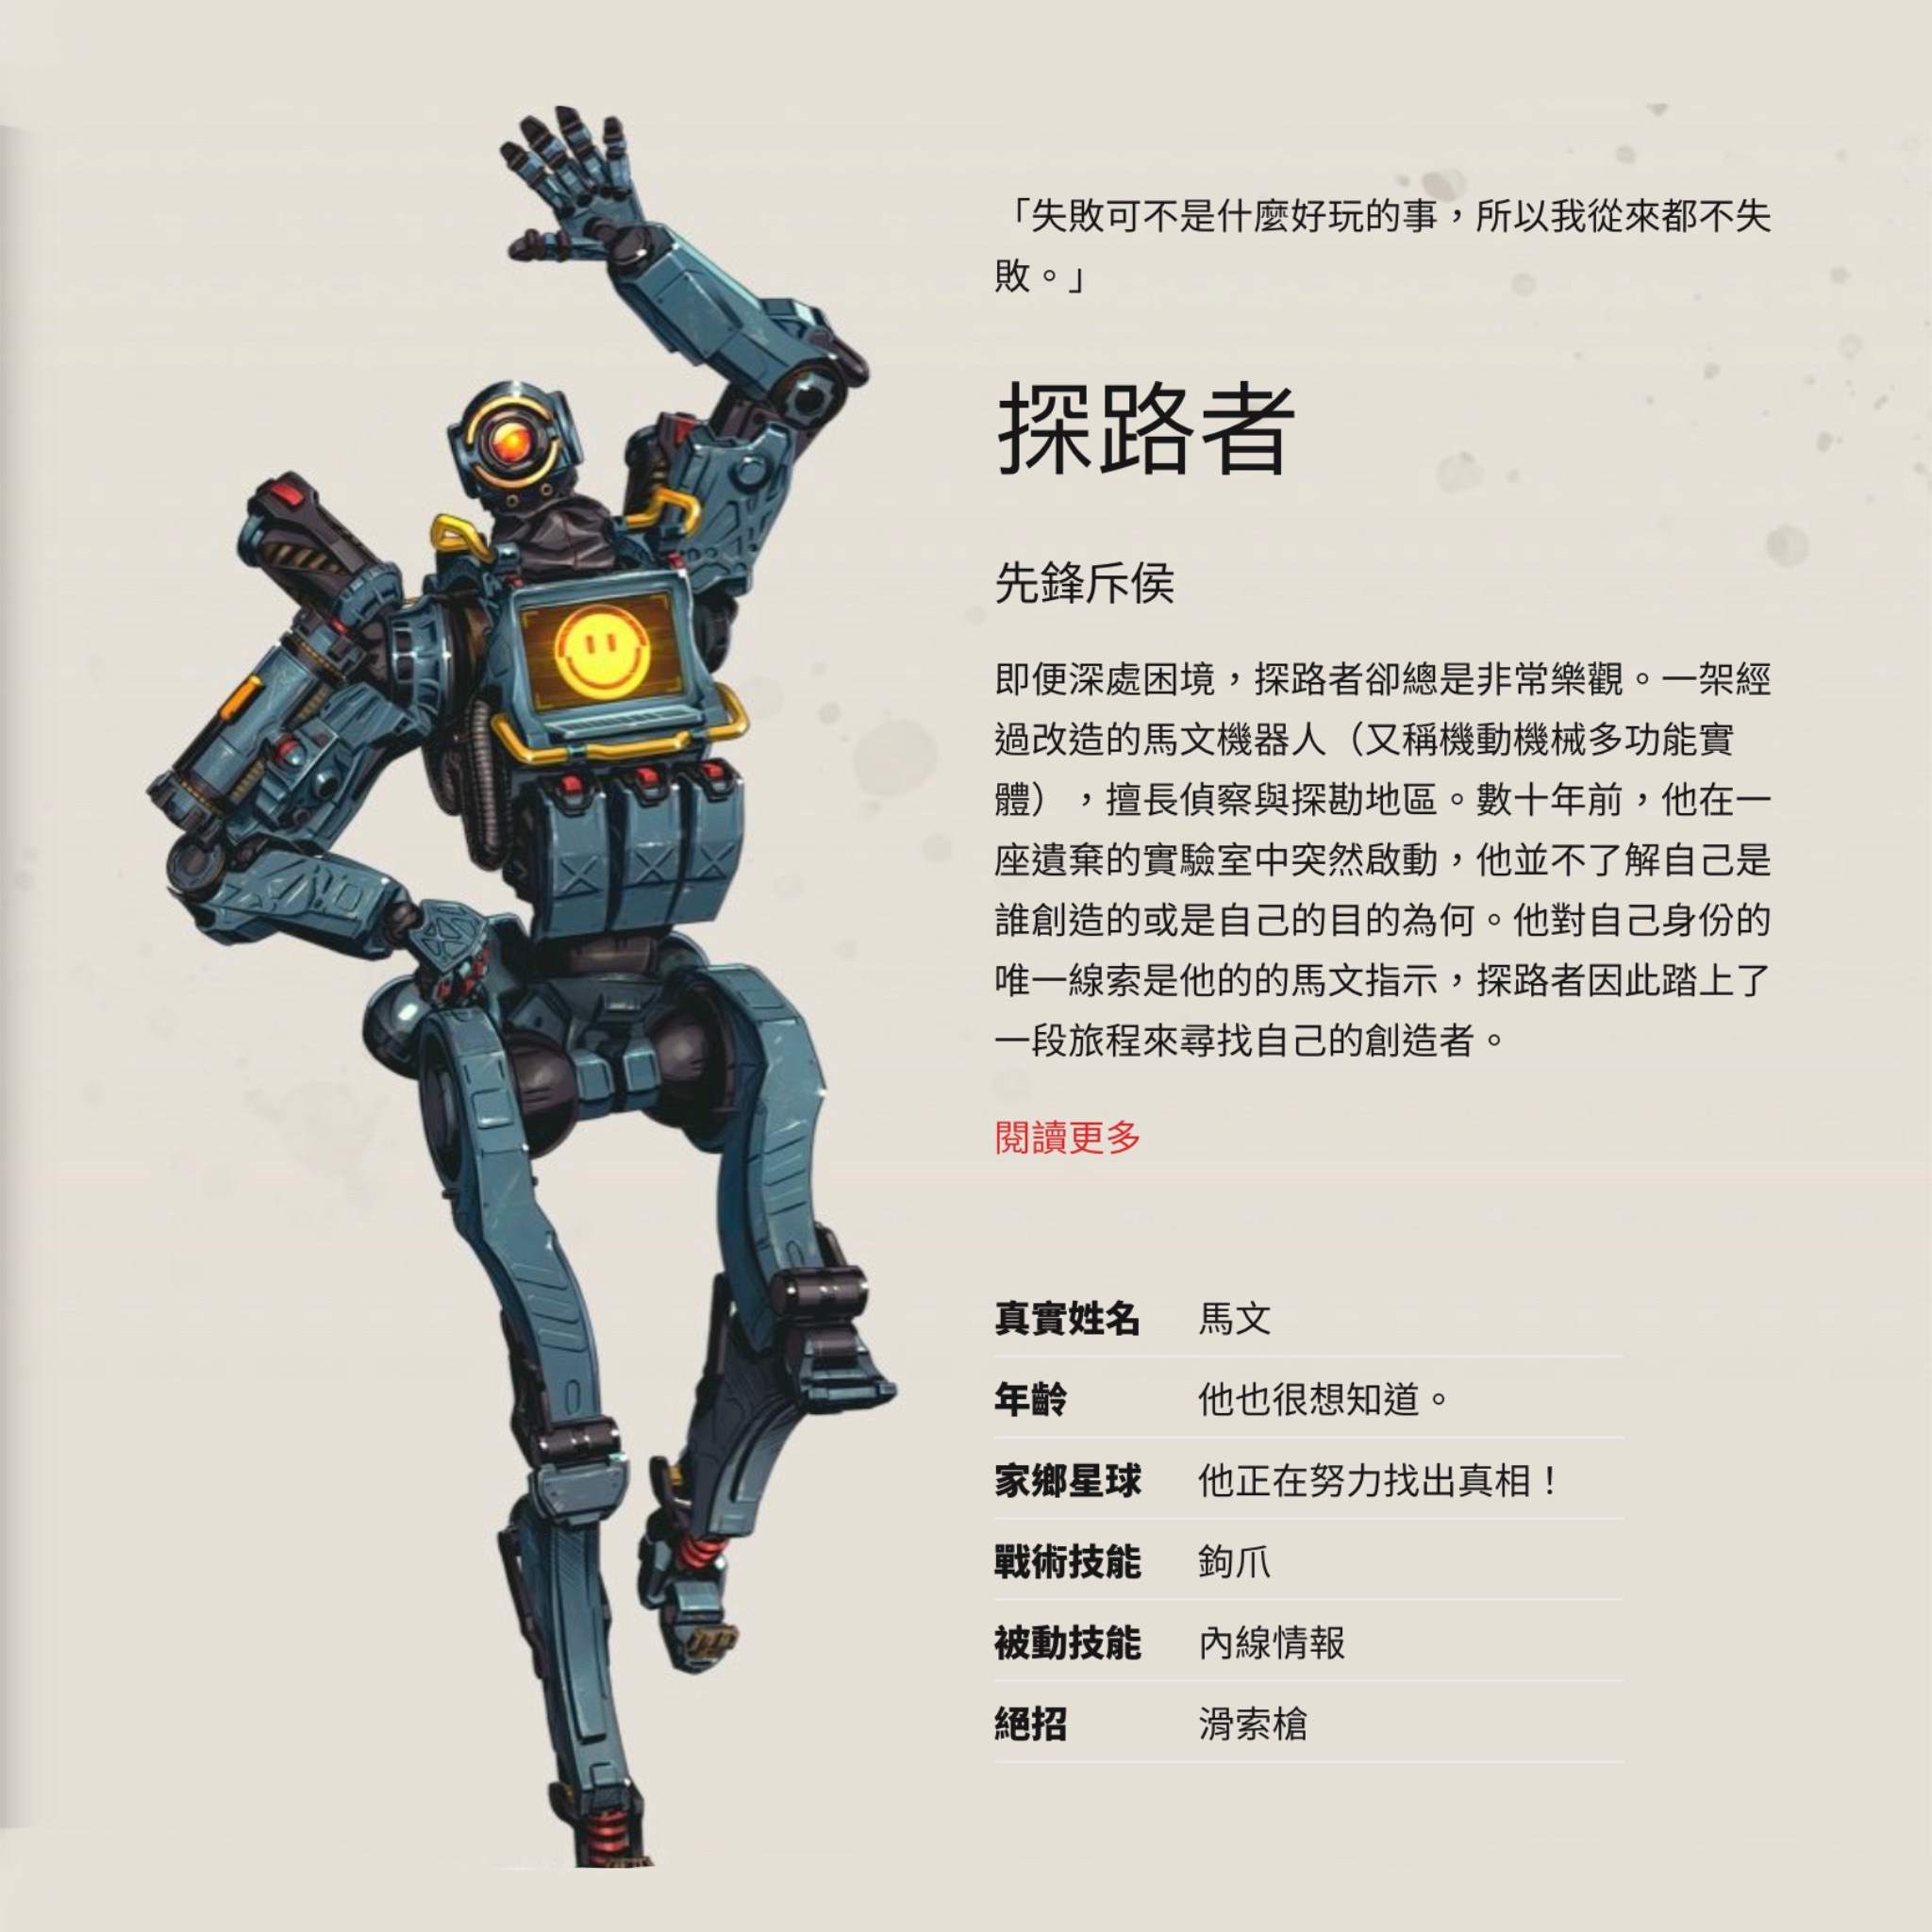 「失敗可不是什麼好玩的事，所以我從來都不失
敗。」
探路者
先鋒斥侯
即便深處困境，探路者卻總是非常樂觀。一架經
過改造的馬文機器人（又稱機動機械多功能實
體），擅長偵察與探勘地區。數十年前，他在一
座遺棄的實驗室中突然啟動，他並不了解自己是
誰創造的或是自己的目的為何。他對自己身份的
唯一線索是他的的馬文指示，探路者因此踏上了
一段旅程來尋找自己的創造者。
閱讀更多
真實姓名 馬文
年齡 他也很想知道。
家鄉星球 他正在努力找出真相！
戰術技能 鉤爪
被動技能 內線情報
絕招 滑索槍